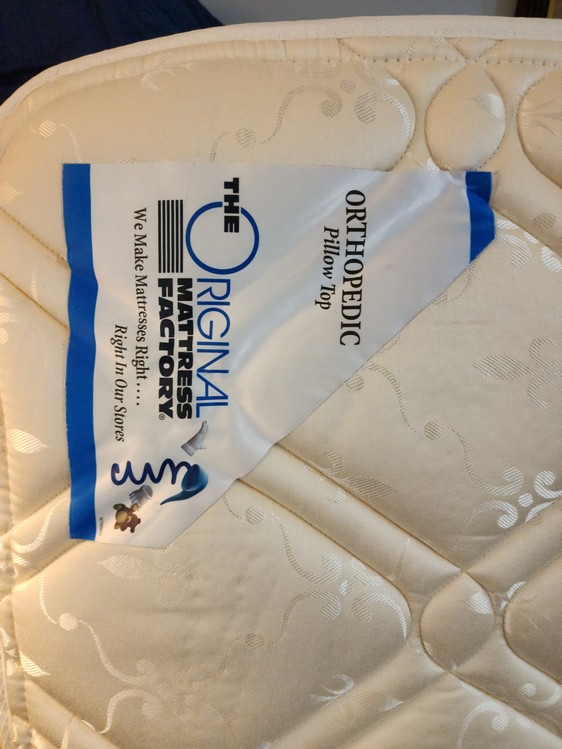 ORTHOPEDIC
Pillow Top
THE
ORIGINAL
MATTRESS
FACTORY®
We Make Mattresses Right....
Right In Our Stores